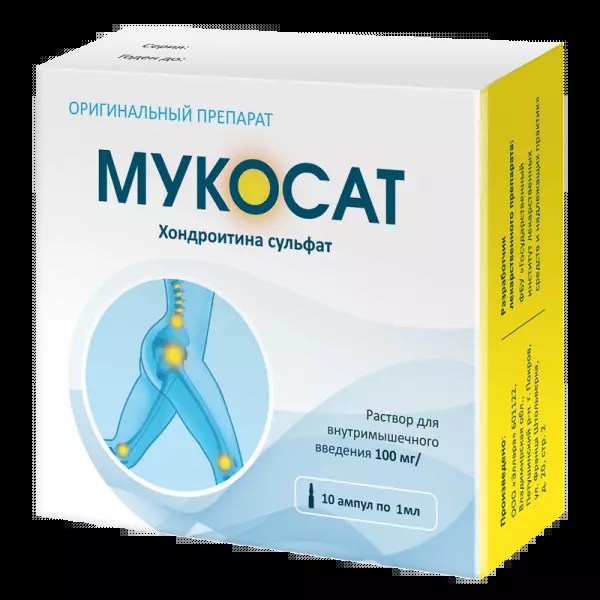 Серия:
Годен до:
ОРИГИНАЛЬНЫЙ ПРЕПАРАТ
МУКОСАТ
Хондроитина сульфат
Раствор для
внутримышечного
введения 100 мг/
10 ампул по 1мл
Разработчик
лекарственного препарата:
ФБУ «Государственный
институт лекарственных
средств и надлежащих практик»
Произведено:
ООО «Эллара» 601122,
Владимирская обл.,
Петушинский р-н г. Покров,
ул. Франца Штольверка,
д. 20, стр. 2